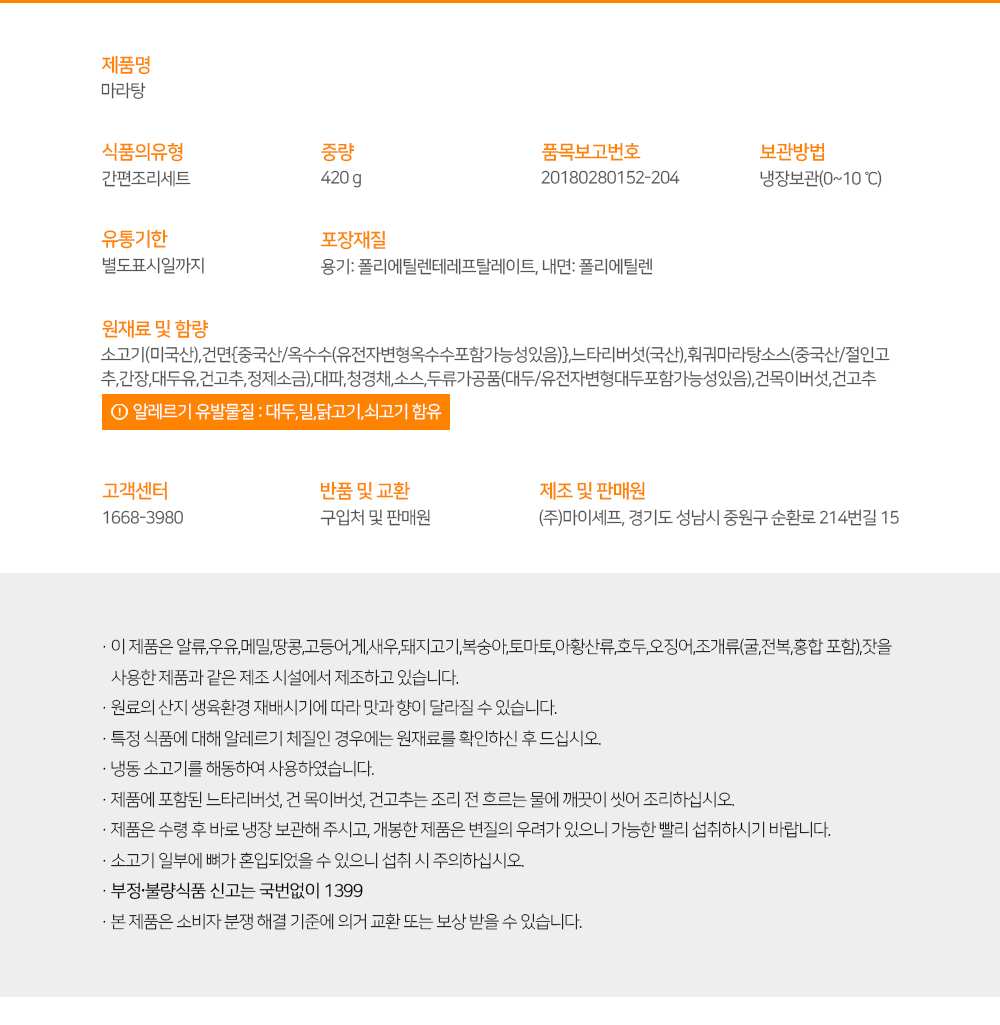 제품명
마라탕
식품의유형
간편조리세트
중량
420 g
품목보고번호
20180280152-204
보관방법
냉장보관(0~10 ℃)
유통기한
별도표시일까지
포장재질
용기: 폴리에틸렌테레프탈레이트, 내면: 폴리에틸렌
원재료 및 함량
소고기(미국산),건면{중국산/옥수수(유전자변형옥수수포함가능성있음)},느타리버섯(국산),훠궈마라탕소스(중국산/절인고
추,간장,대두유,건고추,정제소금),대파,청경채,소스,두류가공품(대두/유전자변형대두포함가능성있음),건목이버섯,건고추
알레르기 유발물질 : 대두,밀,닭고기,쇠고기 함유
고객센터
1668-3980
반품 및 교환
구입처 및 판매원
제조 및 판매원
(주)마이셰프, 경기도 성남시 중원구 순환로 214번길 15
· 이 제품은 알류,우유,메밀,땅콩,고등어,게,새우,돼지고기,복숭아,토마토,아황산류,호두,오징어,조개류(굴,전복,홍합 포함),잣을
사용한 제품과 같은 제조 시설에서 제조하고 있습니다.
· 원료의 산지 생육환경 재배시기에 따라 맛과 향이 달라질 수 있습니다.
· 특정 식품에 대해 알레르기 체질인 경우에는 원재료를 확인하신 후 드십시오.
· 냉동 소고기를 해동하여 사용하였습니다.
· 제품에 포함된 느타리버섯, 건 목이버섯, 건고추는 조리 전 흐르는 물에 깨끗이 씻어 조리하십시오.
· 제품은 수령 후 바로 냉장 보관해 주시고, 개봉한 제품은 변질의 우려가 있으니 가능한 빨리 섭취하시기 바랍니다.
· 소고기 일부에 뼈가 혼입되었을 수 있으니 섭취 시 주의하십시오.
· 부정·불량식품 신고는 국번없이 1399
· 본 제품은 소비자 분쟁 해결 기준에 의거 교환 또는 보상 받을 수 있습니다.